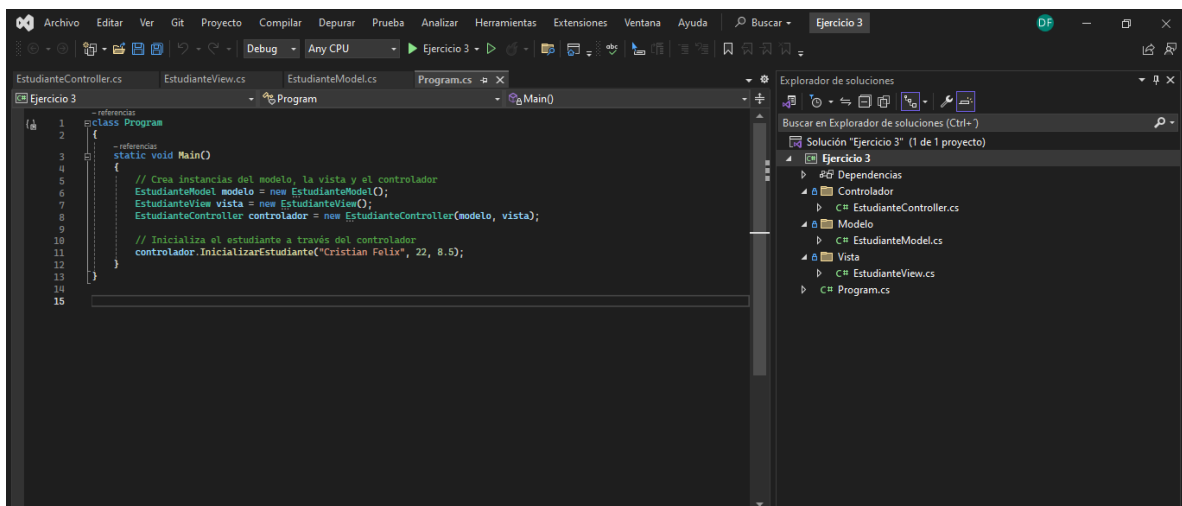 Archivo Editar Ver Git Proyecto Compilar Depurar Prueba Analizar Herramientas Extensiones Ventana Ayuda Buscar Ejercicio 3 DF
Debug Any CPU Ejercicio 3
EstudianteController.cs EstudianteView.cs EstudianteModel.cs Program.cs
Ejercicio 3 Program Main()
– referencias
1 class Program
2 {
– referencias
3 static void Main()
4 {
5 // Crea instancias del modelo, la vista y el controlador
6 EstudianteModel modelo = new EstudianteModel();
7 EstudianteView vista = new EstudianteView();
8 EstudianteController controlador = new EstudianteController(modelo, vista);
9
10 // Inicializa el estudiante a través del controlador
11 controlador.InicializarEstudiante("Cristian Felix", 22, 8.5);
12 }
13 }
14
15
Explorador de soluciones
Buscar en Explorador de soluciones (Ctrl+¨)
Solución "Ejercicio 3" (1 de 1 proyecto)
C# Ejercicio 3
Dependencias
Controlador
C# EstudianteController.cs
Modelo
C# EstudianteModel.cs
Vista
C# EstudianteView.cs
C# Program.cs